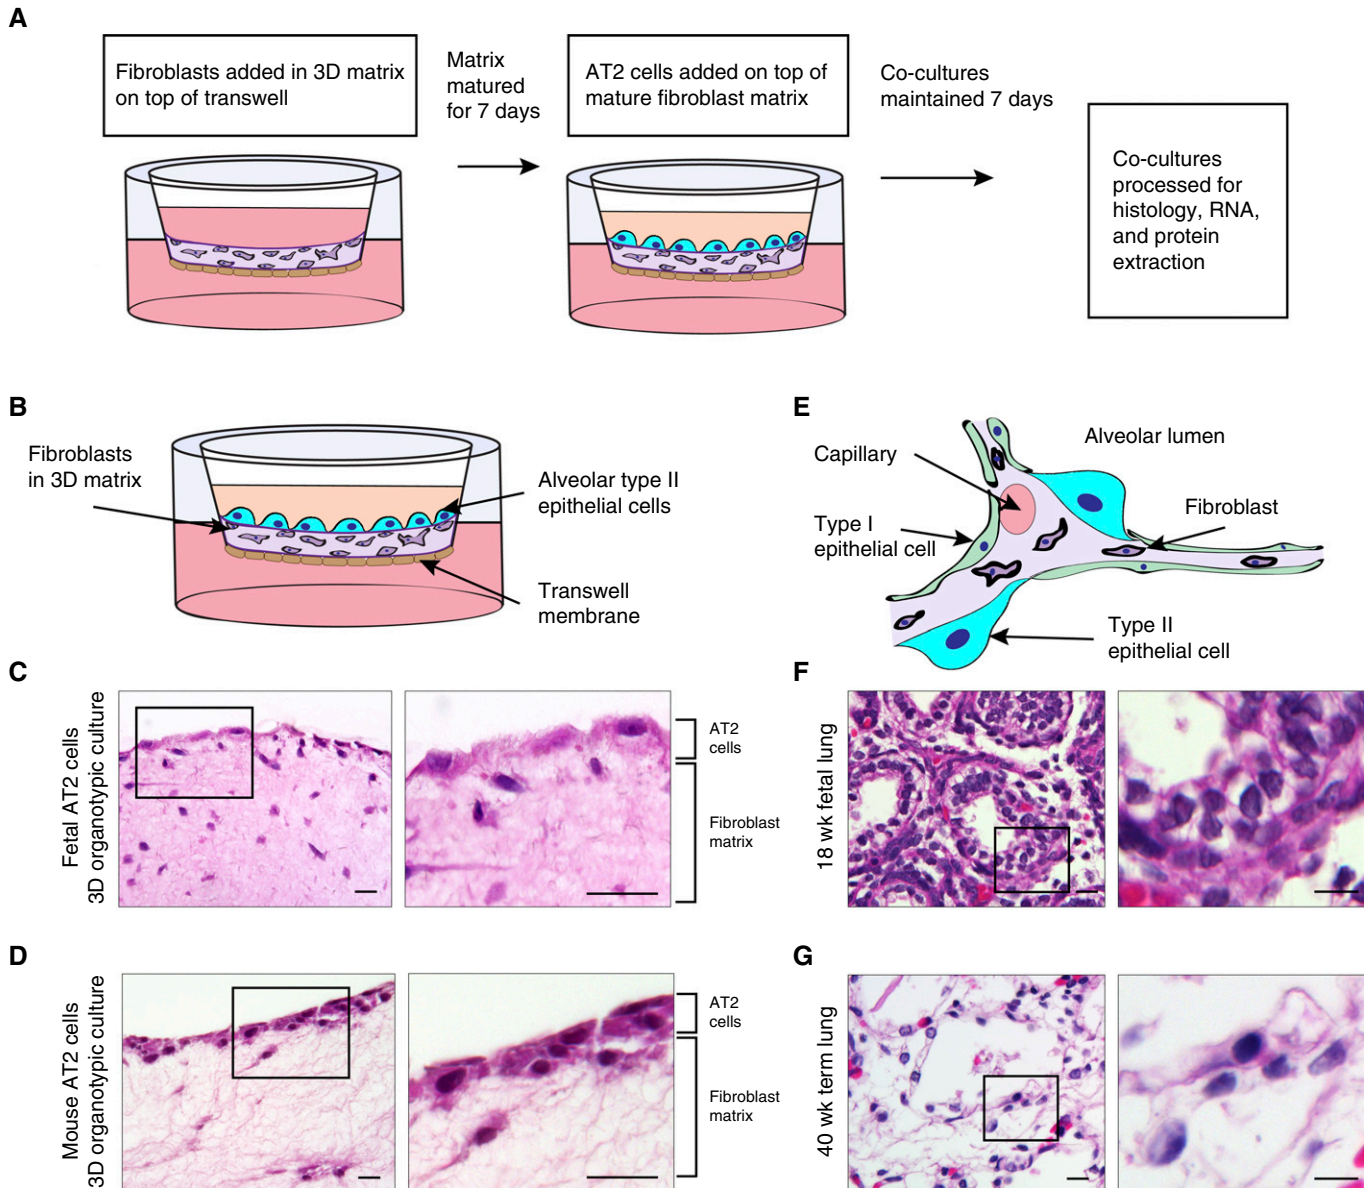 A
Fibroblasts added in 3D matrix
on top of transwell
Matrix
matured
for 7 days
AT2 cells added on top of
mature fibroblast matrix
Co-cultures
maintained 7 days
Co-cultures
processed for
histology, RNA,
and protein
extraction
B
Fibroblasts
in 3D matrix
Alveolar type II
epithelial cells
Transwell
membrane
E
Capillary
Alveolar lumen
Type I
epithelial cell
Fibroblast
Type II
epithelial cell
C
Fetal AT2 cells
3D organotypic culture
AT2
cells
Fibroblast
matrix
F
18 wk fetal lung
D
Mouse AT2 cells
3D organotypic culture
AT2
cells
Fibroblast
matrix
G
40 wk term lung